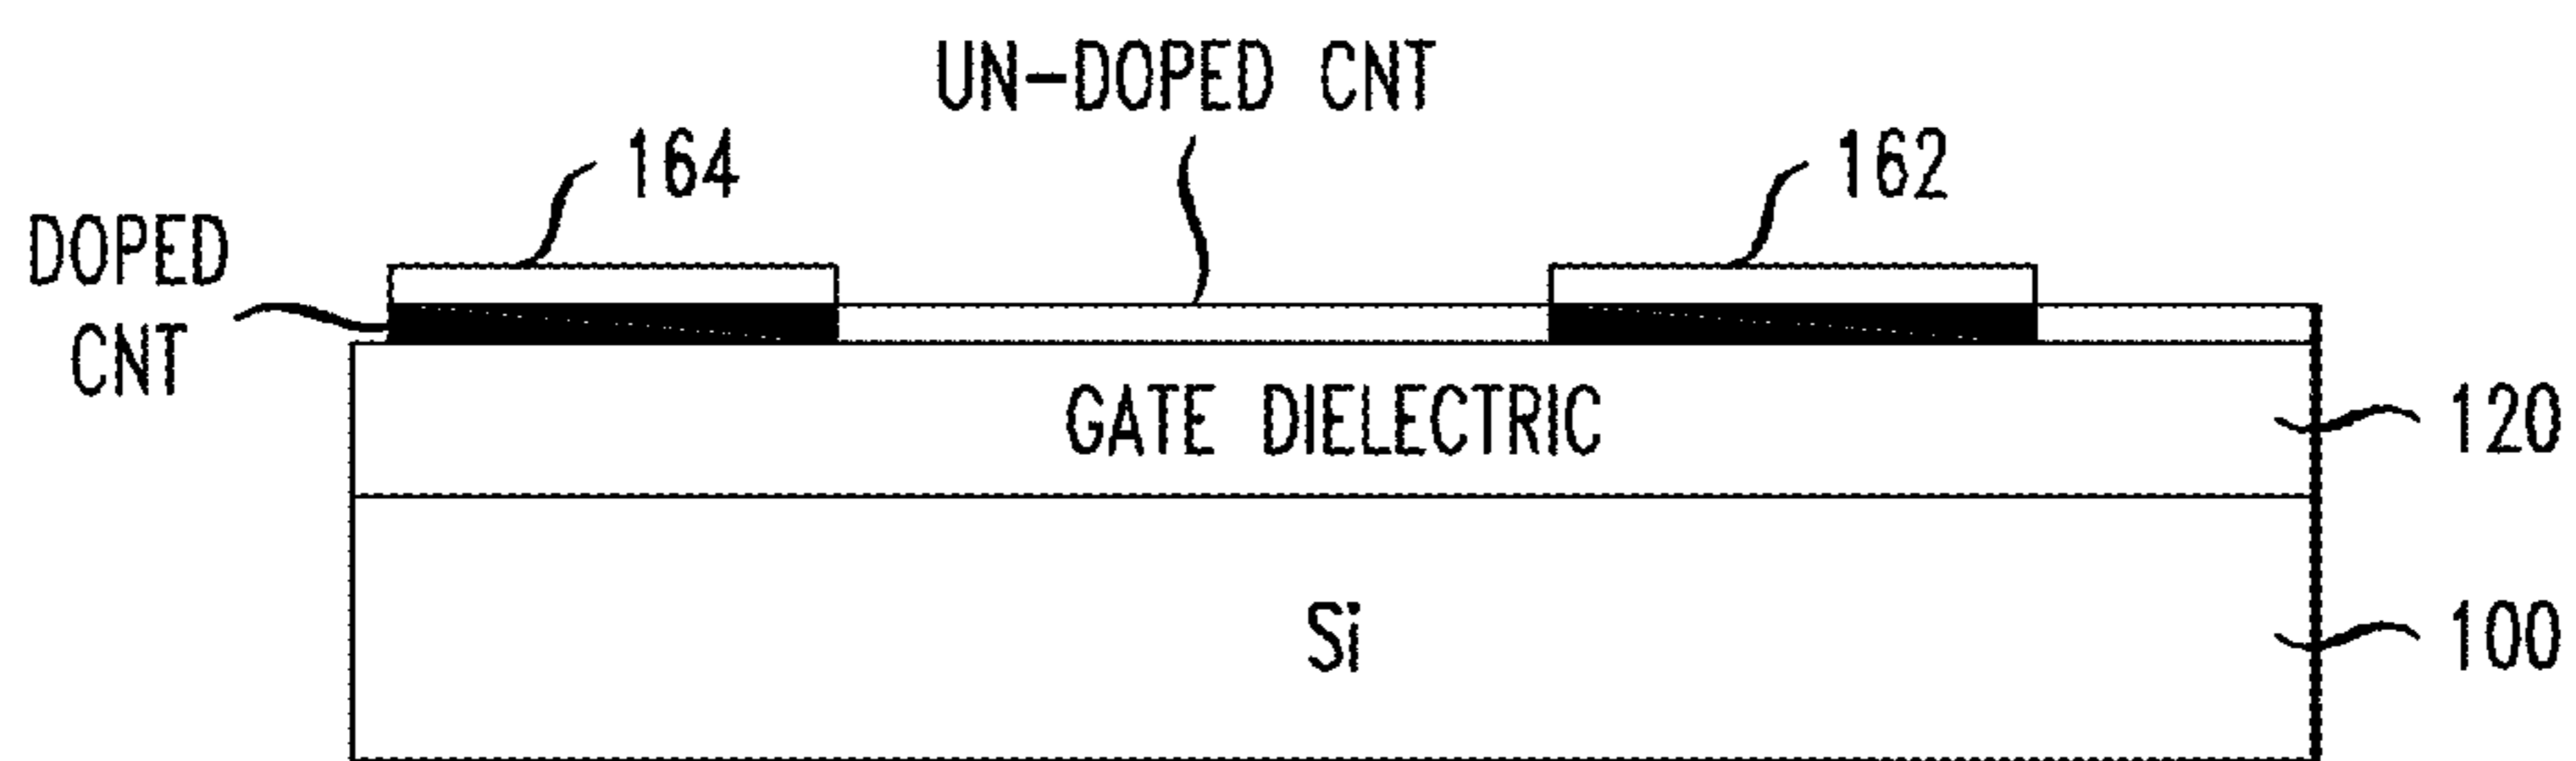 UN-DOPED CNT
164
162
DOPED
CNT
GATE DIELECTRIC
120
Si
100